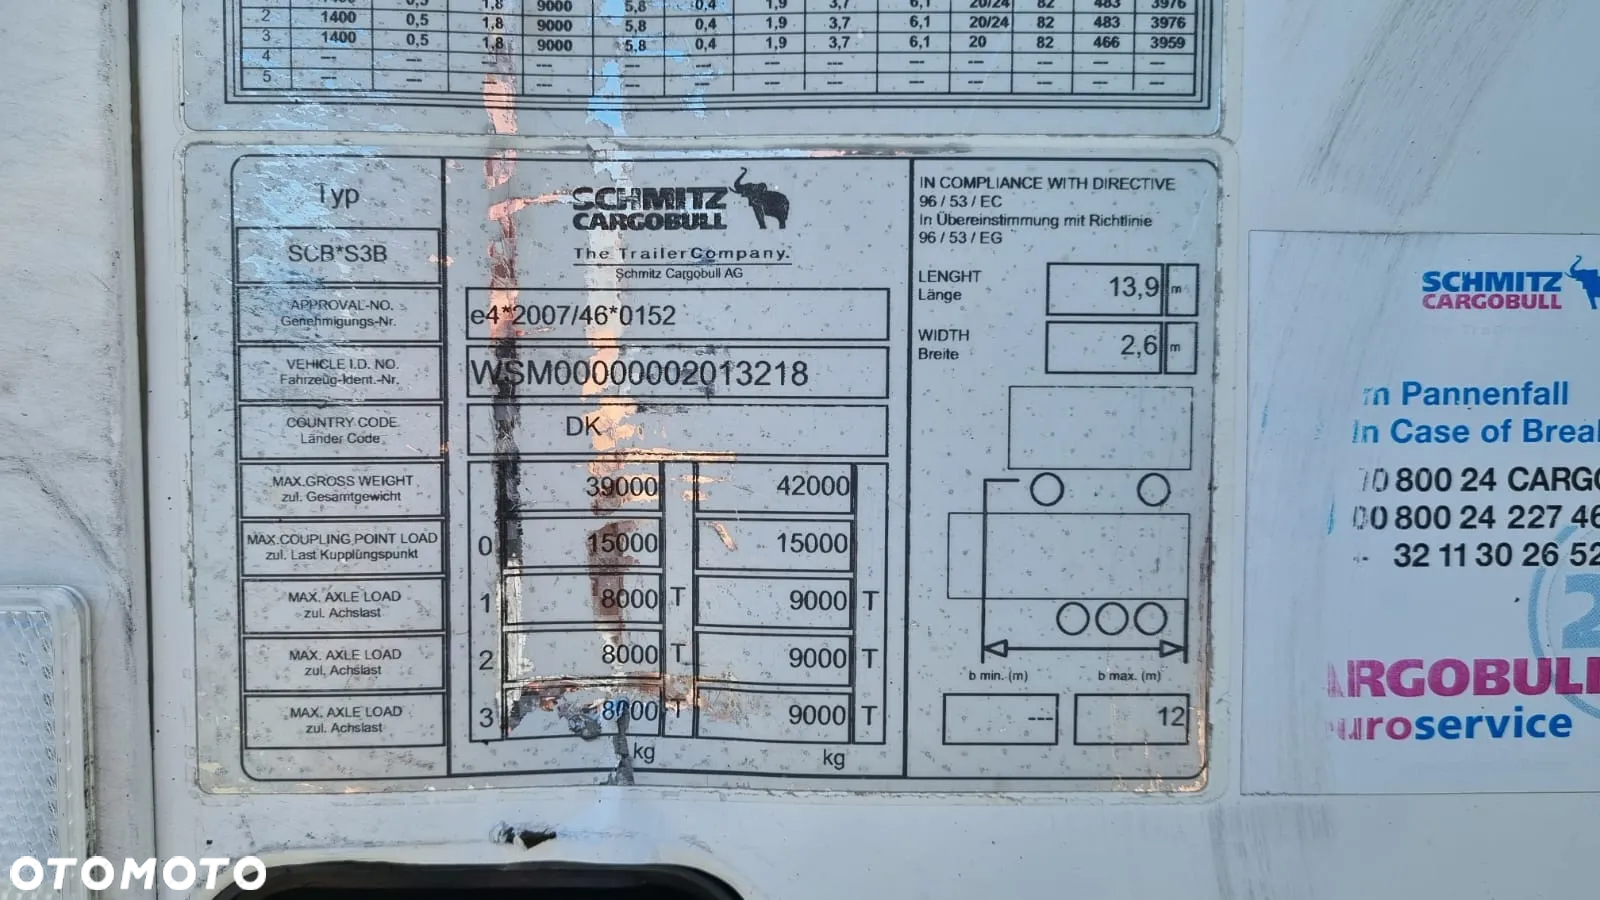 2 1400 0,5 1,8 9000 5,8 0,4 1,9 3,7 6,1 20/24 82 483 3976
3 1400 0,5 1,8 9000 5,8 0,4 1,9 3,7 6,1 20 82 466 3959
4 --- --- --- --- --- --- --- --- --- --- --- --- ---
5 --- --- --- --- --- --- --- --- --- --- --- --- ---
Typ
SCB*S3B
SCHMITZ
CARGOBULL
The Trailer Company.
Schmitz Cargobull AG
IN COMPLIANCE WITH DIRECTIVE
96 / 53 / EC
In Übereinstimmung mit Richtlinie
96 / 53 / EG
APPROVAL-NO.
Genehmigungs-Nr.
e4*2007/46*0152
LENGHT
Länge
13,9 m
VEHICLE I.D. NO.
Fahrzeug-Ident.-Nr.
WSM00000002013218
WIDTH
Breite
2,6 m
COUNTRY CODE
Länder Code
DK
MAX.GROSS WEIGHT
zul. Gesamtgewicht
39000 42000
MAX.COUPLING POINT LOAD
zul. Last Kupplungspunkt
0 15000 15000
MAX. AXLE LOAD
zul. Achslast
1 8000 T 9000 T
MAX. AXLE LOAD
zul. Achslast
2 8000 T 9000 T
MAX. AXLE LOAD
zul. Achslast
3 8000 T 9000 T
kg kg
b min. (m) b max. (m)
--- 12
SCHMITZ
CARGOBULL
Pannenfall
In Case of Brea
800 24 CARGO
00 800 24 227 46
32 11 30 26 52
ARGOBULL
euroservice
OTOMOTO